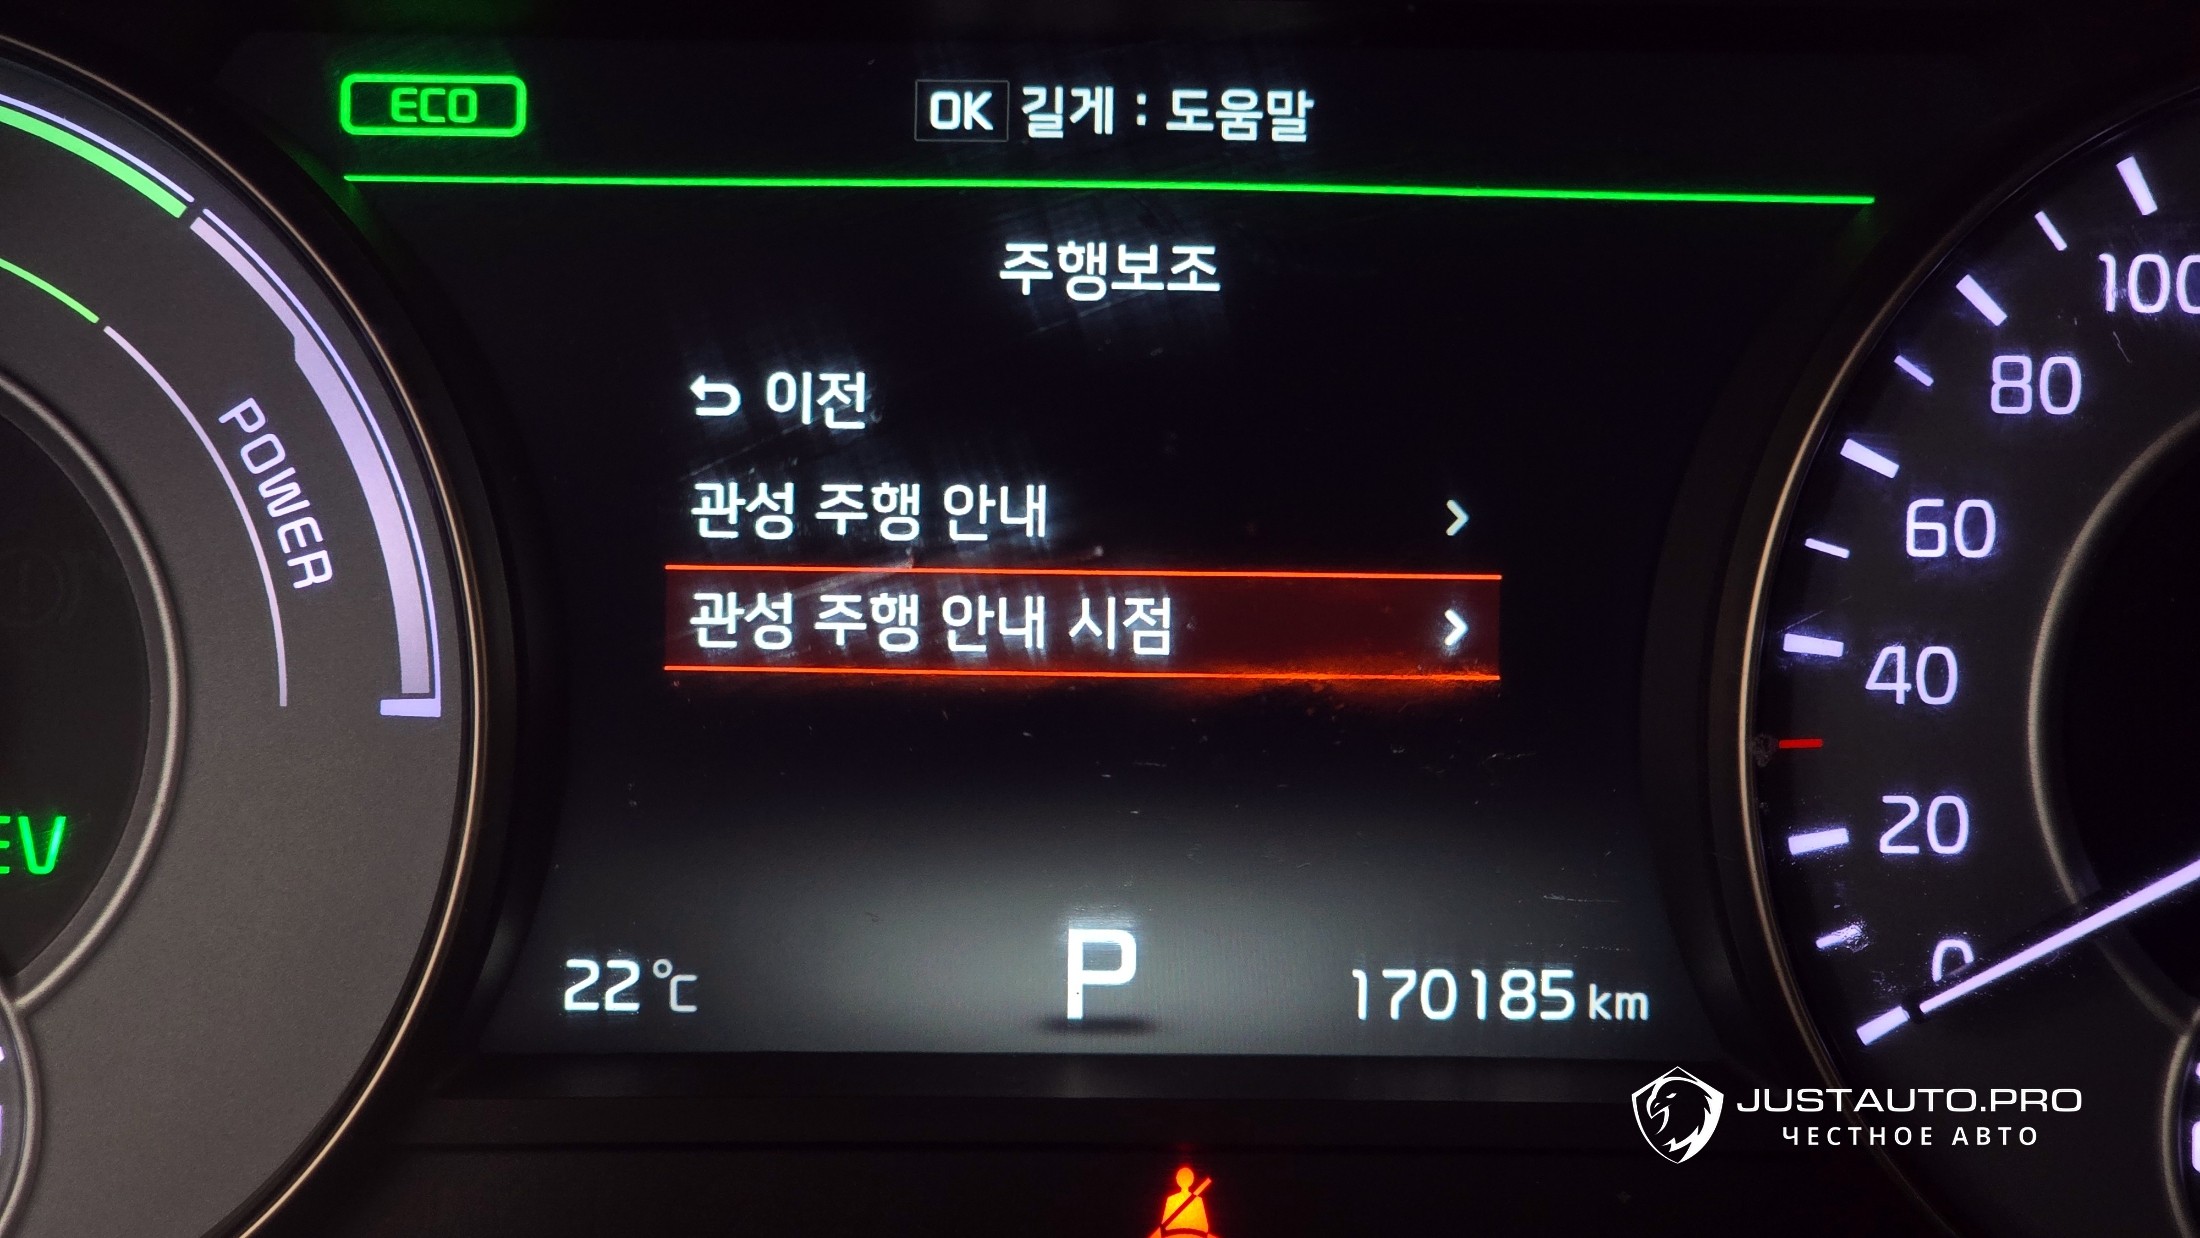 ECO
OK 길게 : 도움말
주행보조
이전
관성 주행 안내
관성 주행 안내 시점
POWER
EV
100
80
60
40
20
0
22°C
P
170185 km
JUSTAUTO.PRO
ЧЕСТНОЕ АВТО